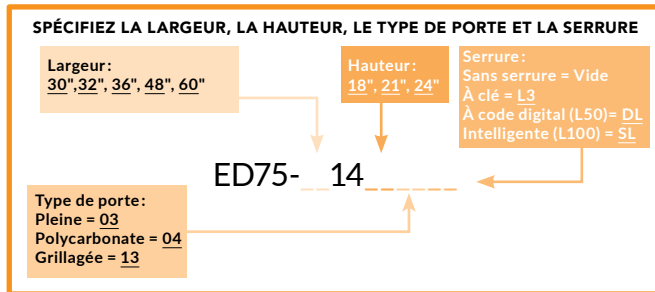 SPÉCIFIEZ LA LARGEUR, LA HAUTEUR, LE TYPE DE PORTE ET LA SERRURE
Largeur:
30",32", 36", 48", 60"
Hauteur:
18", 21", 24"
Serrure:
Sans serrure = Vide
À clé = L3
À code digital (L50)= DL
Intelligente (L100) = SL
ED75-__14______
Type de porte:
Pleine = 03
Polycarbonate = 04
Grillagée = 13